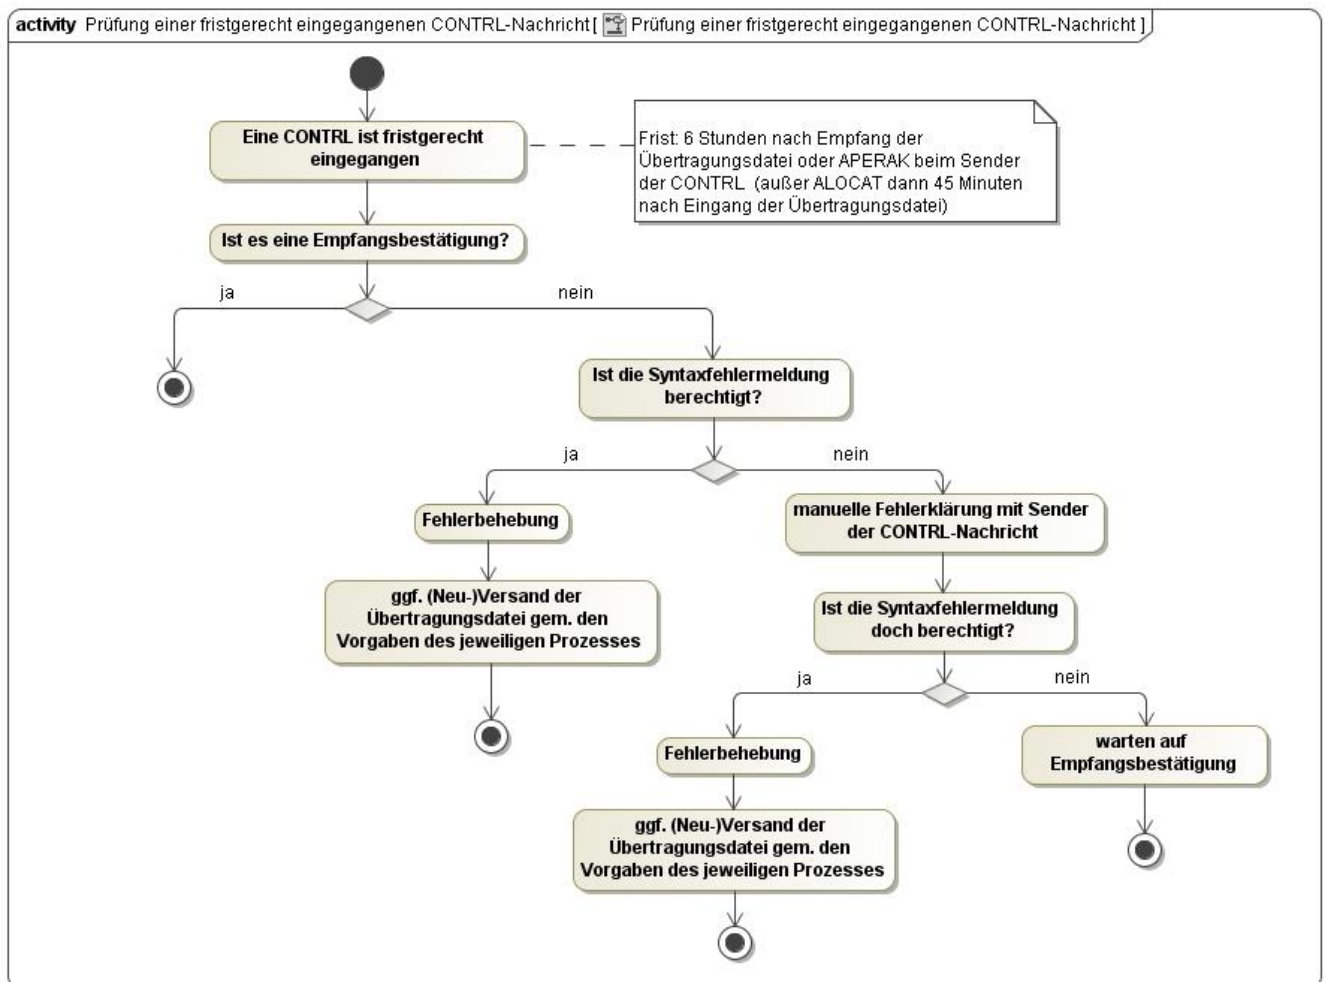 activity Prüfung einer fristgerecht eingegangenen CONTRL-Nachricht [ Prüfung einer fristgerecht eingegangenen CONTRL-Nachricht ]
Eine CONTRL ist fristgerecht
eingegangen
Frist: 6 Stunden nach Empfang der
Übertragungsdatei oder APERAK beim Sender
der CONTRL (außer ALOCAT dann 45 Minuten
nach Eingang der Übertragungsdatei)
Ist es eine Empfangsbestätigung?
ja
nein
Ist die Syntaxfehlermeldung
berechtigt?
ja
nein
Fehlerbehebung
manuelle Fehlerklärung mit Sender
der CONTRL-Nachricht
ggf. (Neu-)Versand der
Übertragungsdatei gem. den
Vorgaben des jeweiligen Prozesses
Ist die Syntaxfehlermeldung
doch berechtigt?
ja
nein
Fehlerbehebung
warten auf
Empfangsbestätigung
ggf. (Neu-)Versand der
Übertragungsdatei gem. den
Vorgaben des jeweiligen Prozesses